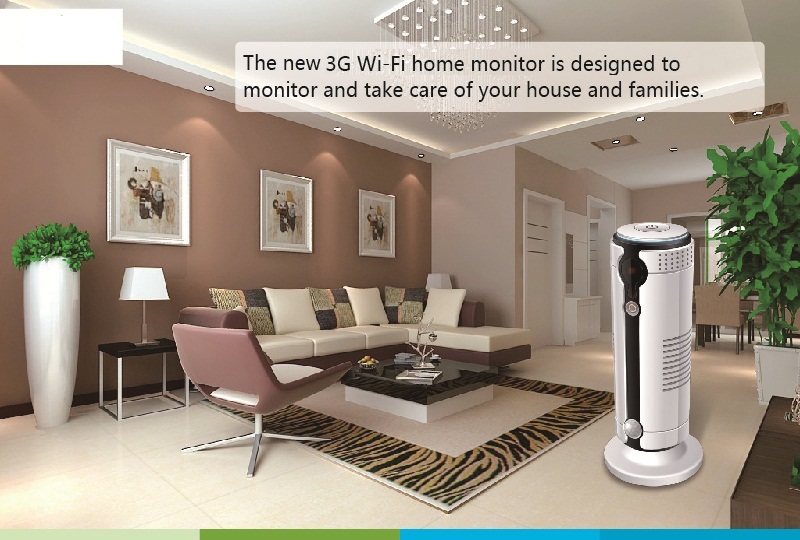 The new 3G Wi-Fi home monitor is designed to
monitor and take care of your house and families.